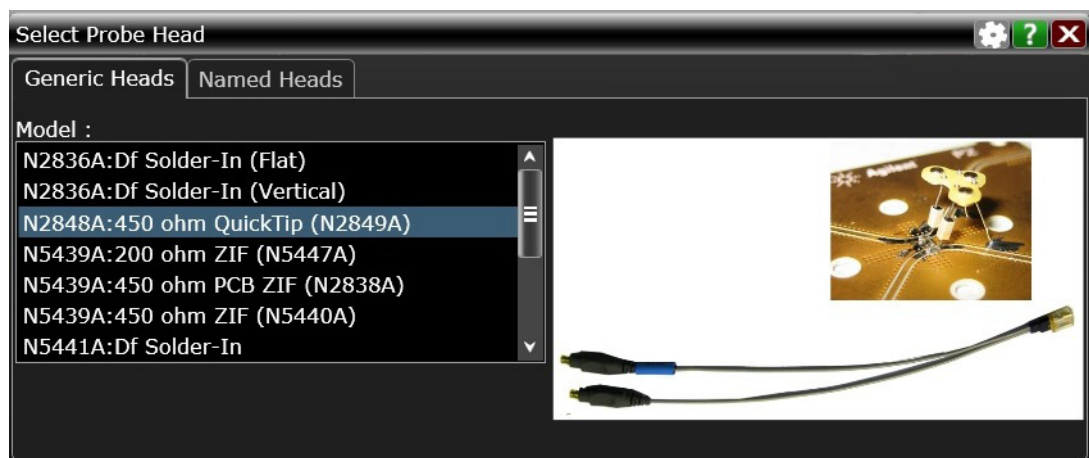 Select Probe Head
?
X
Generic Heads
Named Heads
Model :
N2836A:Df Solder-In (Flat)
N2836A:Df Solder-In (Vertical)
N2848A:450 ohm QuickTip (N2849A)
N5439A:200 ohm ZIF (N5447A)
N5439A:450 ohm PCB ZIF (N2838A)
N5439A:450 ohm ZIF (N5440A)
N5441A:Df Solder-In
Agilent
P2